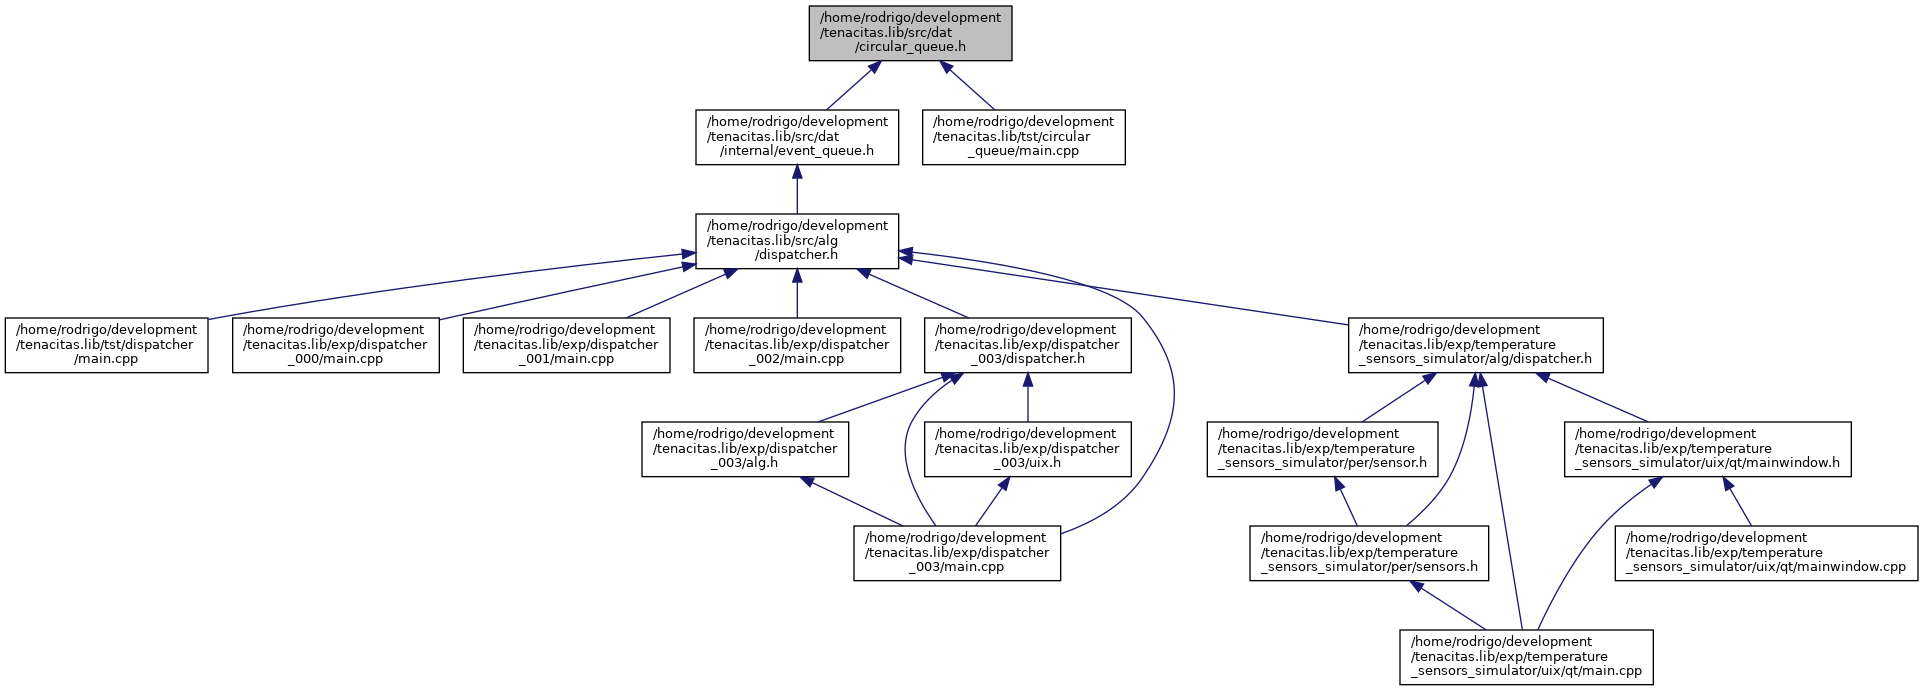 /home/rodrigo/development
/tenacitas.lib/src/dat
/circular_queue.h
/home/rodrigo/development
/tenacitas.lib/src/dat
/internal/event_queue.h
/home/rodrigo/development
/tenacitas.lib/tst/circular
_queue/main.cpp
/home/rodrigo/development
/tenacitas.lib/src/alg
/dispatcher.h
/home/rodrigo/development
/tenacitas.lib/tst/dispatcher
/main.cpp
/home/rodrigo/development
/tenacitas.lib/exp/dispatcher
_000/main.cpp
/home/rodrigo/development
/tenacitas.lib/exp/dispatcher
_001/main.cpp
/home/rodrigo/development
/tenacitas.lib/exp/dispatcher
_002/main.cpp
/home/rodrigo/development
/tenacitas.lib/exp/dispatcher
_003/dispatcher.h
/home/rodrigo/development
/tenacitas.lib/exp/temperature
_sensors_simulator/alg/dispatcher.h
/home/rodrigo/development
/tenacitas.lib/exp/dispatcher
_003/alg.h
/home/rodrigo/development
/tenacitas.lib/exp/dispatcher
_003/uix.h
/home/rodrigo/development
/tenacitas.lib/exp/temperature
_sensors_simulator/per/sensor.h
/home/rodrigo/development
/tenacitas.lib/exp/temperature
_sensors_simulator/uix/qt/mainwindow.h
/home/rodrigo/development
/tenacitas.lib/exp/dispatcher
_003/main.cpp
/home/rodrigo/development
/tenacitas.lib/exp/temperature
_sensors_simulator/per/sensors.h
/home/rodrigo/development
/tenacitas.lib/exp/temperature
_sensors_simulator/uix/qt/mainwindow.cpp
/home/rodrigo/development
/tenacitas.lib/exp/temperature
_sensors_simulator/uix/qt/main.cpp